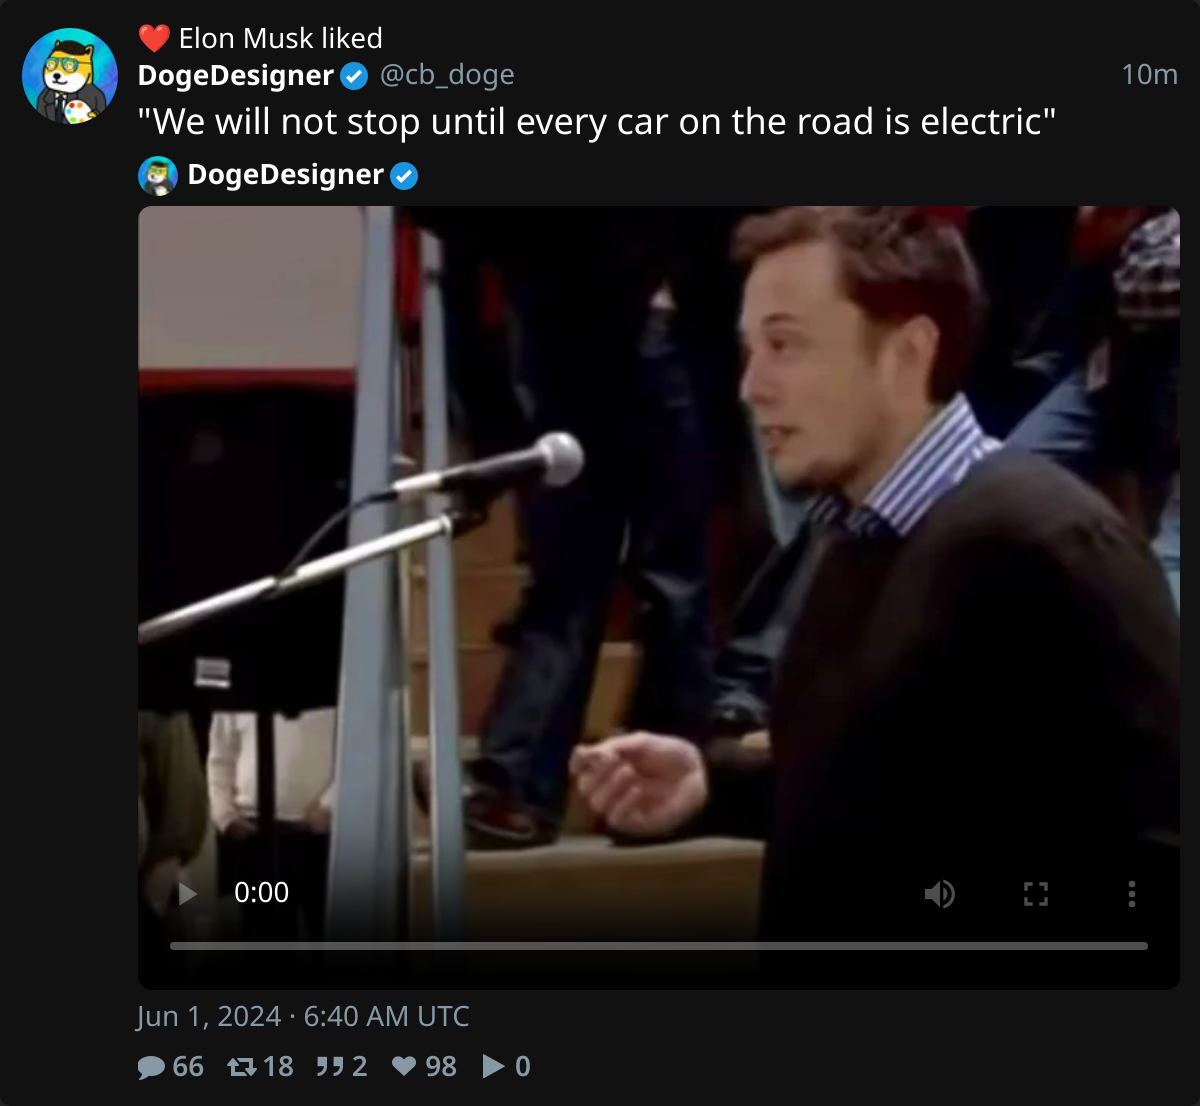 ❤️ Elon Musk liked
DogeDesigner @cb_doge 10m
"We will not stop until every car on the road is electric"
DogeDesigner
0:00
Jun 1, 2024 · 6:40 AM UTC
66 18 2 98 0